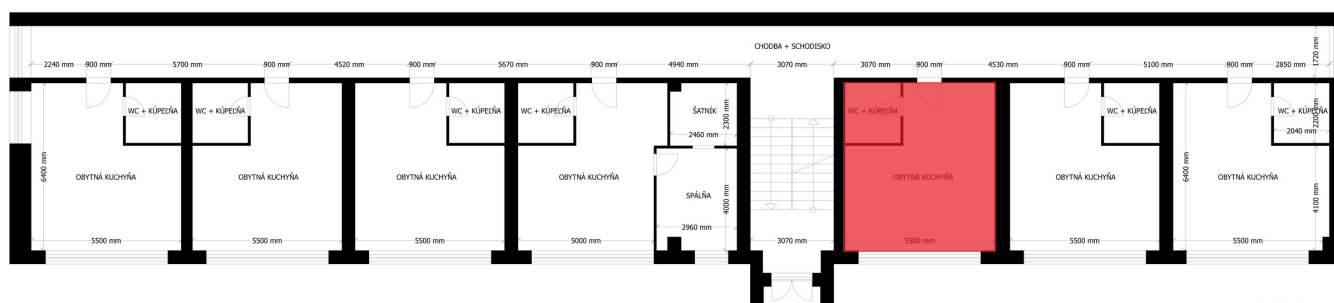 CHODBA + SCHODISKO
2240 mm 900 mm 5700 mm 900 mm 4520 mm 900 mm 5670 mm 900 mm 4940 mm 3070 mm 3070 mm 900 mm 4530 mm 900 mm 5100 mm 900 mm 2850 mm
1720 mm
WC + KÚPEĽŇA WC + KÚPEĽŇA WC + KÚPEĽŇA WC + KÚPEĽŇA ŠATNÍK WC + KÚPEĽŇA WC + KÚPEĽŇA WC + KÚPEĽŇA
2300 mm
2200 mm
2460 mm 2040 mm
6400 mm
6400 mm
OBYTNÁ KUCHYŇA OBYTNÁ KUCHYŇA OBYTNÁ KUCHYŇA OBYTNÁ KUCHYŇA OBYTNÁ KUCHYŇA OBYTNÁ KUCHYŇA OBYTNÁ KUCHYŇA
SPÁLŇA
4000 mm
4100 mm
2960 mm
5500 mm 5500 mm 5500 mm 5000 mm 3070 mm 5500 mm 5500 mm 5500 mm